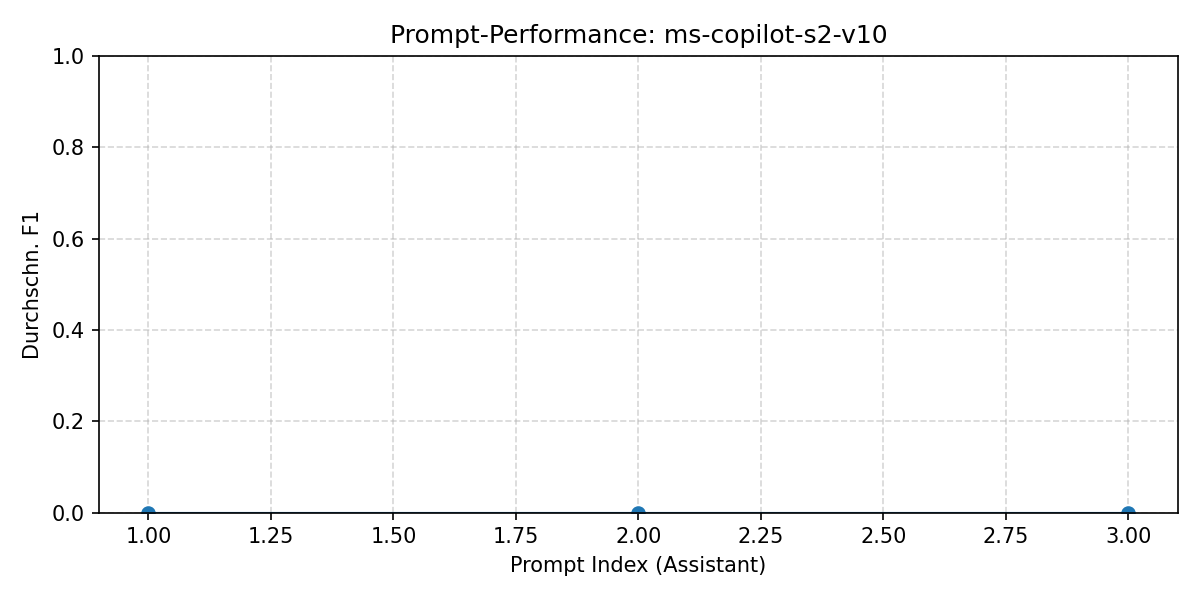 Prompt-Performance: ms-copilot-s2-v10
1.0
0.8
0.6
0.4
0.2
0.0
Durchschn. F1
1.00 1.25 1.50 1.75 2.00 2.25 2.50 2.75 3.00
Prompt Index (Assistant)